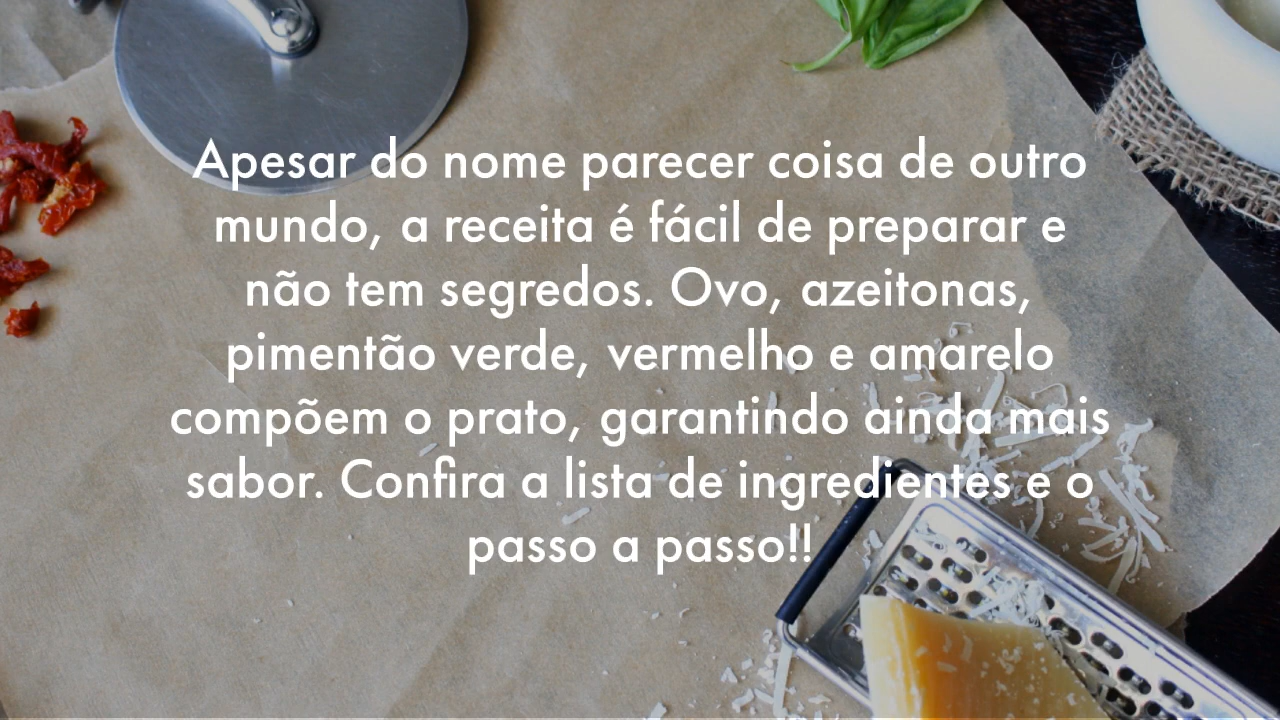 Apesar do nome parecer coisa de outro
mundo, a receita é fácil de preparar e
não tem segredos. Ovo, azeitonas,
pimentão verde, vermelho e amarelo
compõem o prato, garantindo ainda mais
sabor. Confira a lista de ingredientes e o
passo a passo!!